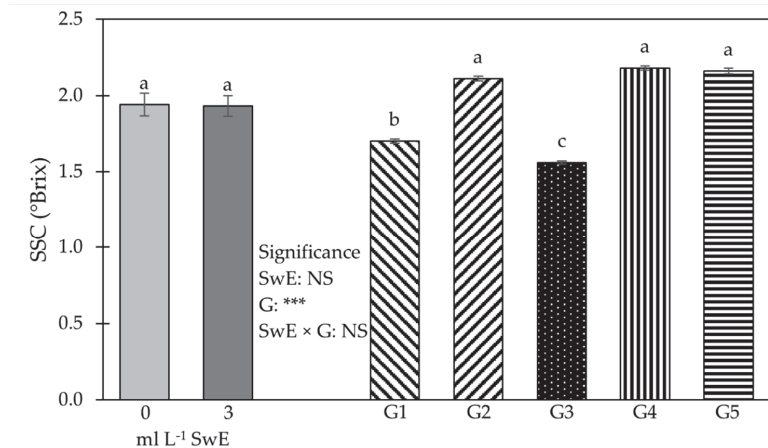 SSC (°Brix)
2.5
2.0
1.5
1.0
0.5
0.0
a
a
b
a
c
a
a
Significance
SwE: NS
G: ***
SwE × G: NS
0 3 G1 G2 G3 G4 G5
ml L⁻¹ SwE